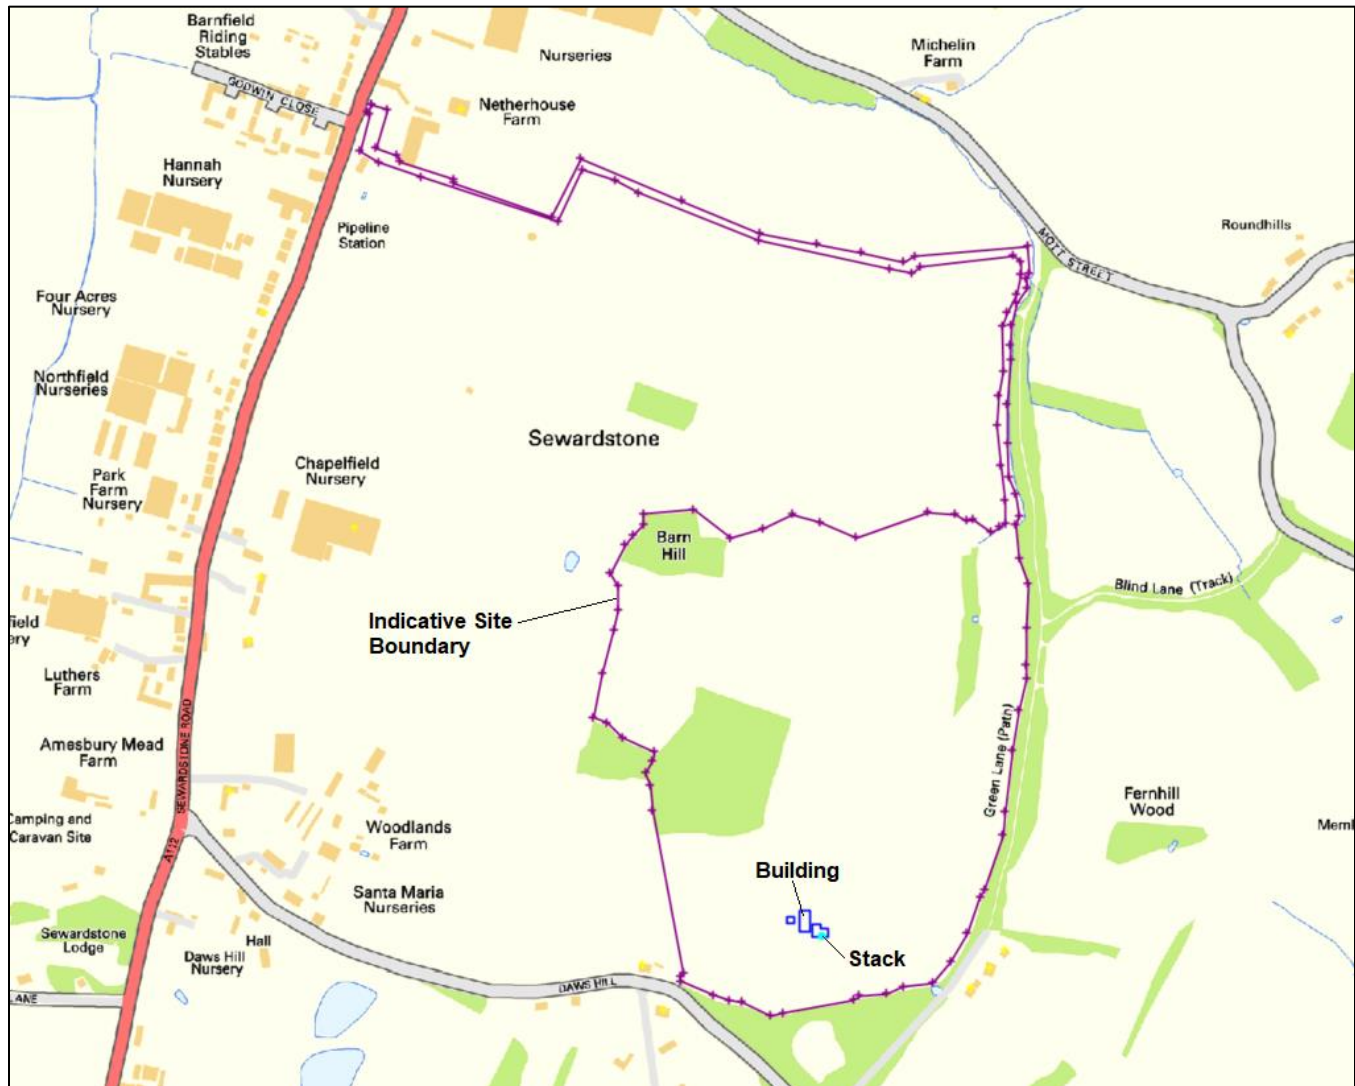 Barnfield
Riding
Stables
GODWIN CLOSE
Nurseries
Michelin
Farm
Netherhouse
Farm
Hannah
Nursery
Pipeline
Station
MOTT STREET
Roundhills
Four Acres
Nursery
Northfield
Nurseries
Sewardstone
Chapelfield
Nursery
Park
Farm
Nursery
Barn
Hill
Blind Lane (Track)
Indicative Site
Boundary
field
ery
Luthers
Farm
SEWARDSTONE ROAD
A112
Amesbury Mead
Farm
Green Lane (Path)
Fernhill
Wood
Camping and
Caravan Site
Woodlands
Farm
Building
Santa Maria
Nurseries
Sewardstone
Lodge
Hall
Daws Hill
Nursery
Stack
LANE
DAWS HILL